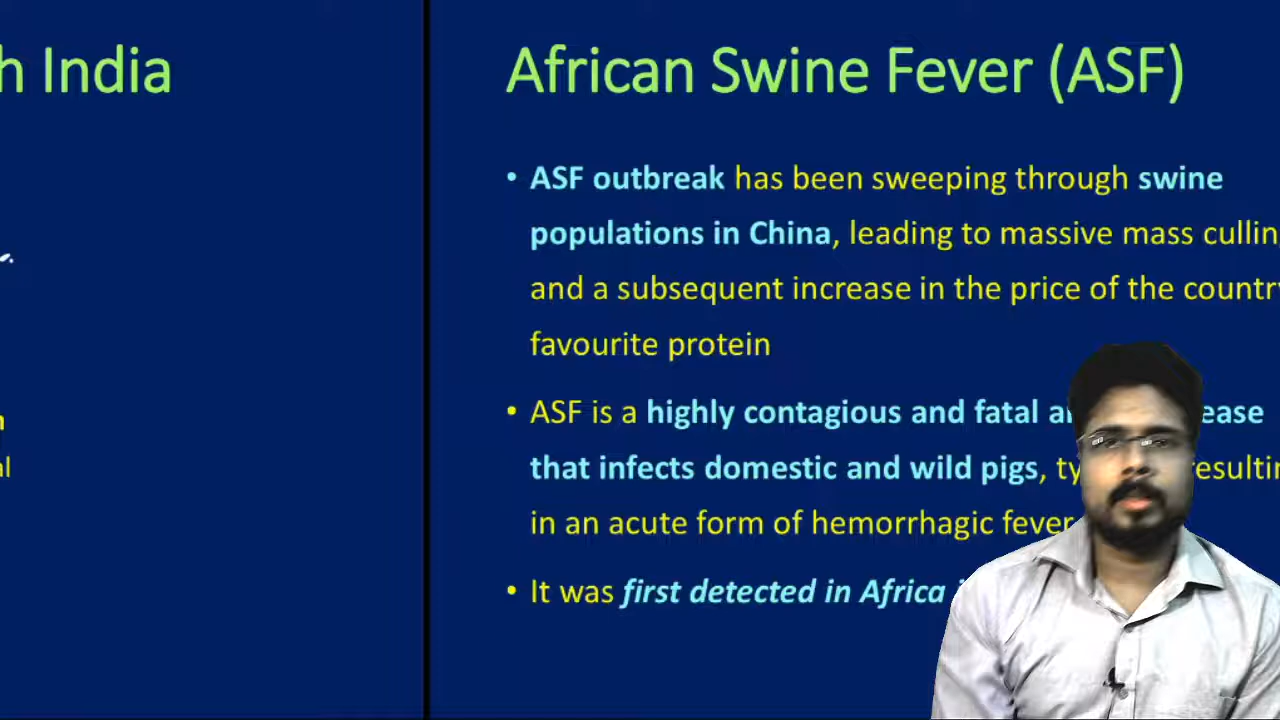 h India
African Swine Fever (ASF)
• ASF outbreak has been sweeping through swine
populations in China, leading to massive mass cullin
and a subsequent increase in the price of the countr
favourite protein
• ASF is a highly contagious and fatal ease
that infects domestic and wild pigs, resultin
in an acute form of hemorrhagic fever
• It was first detected in Africa